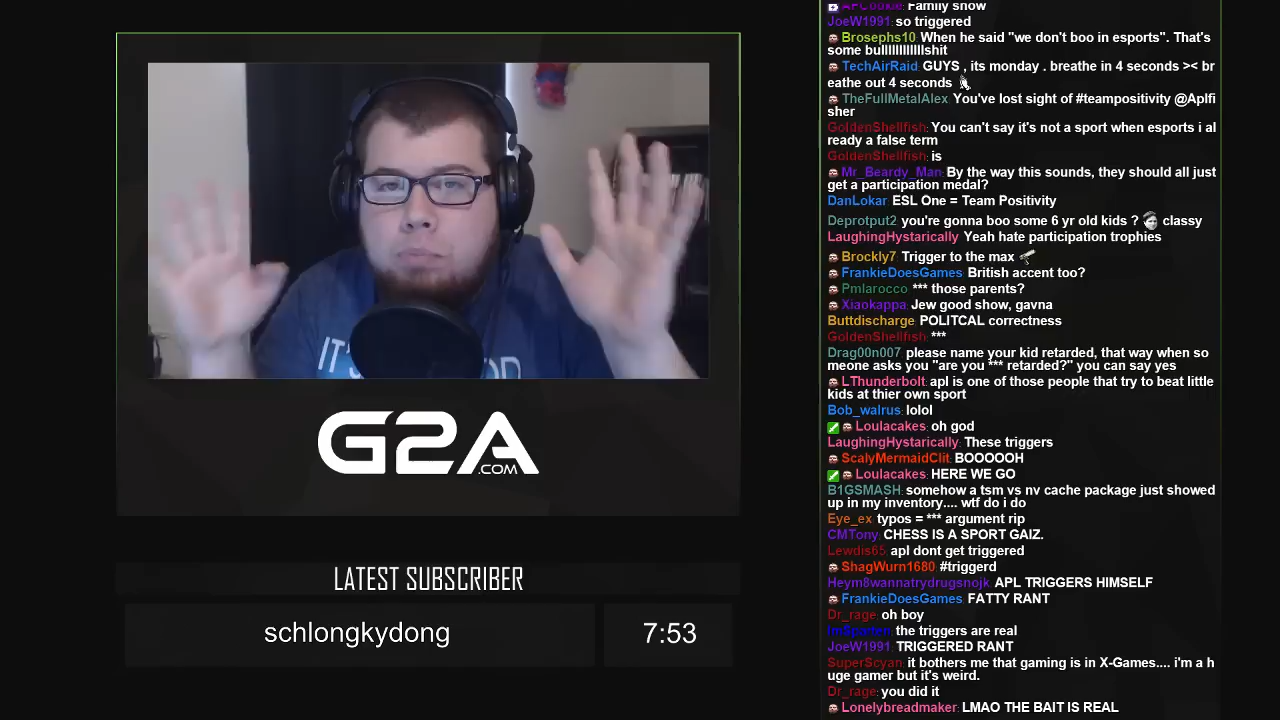 APCookie: Family show
JoeW1991: so triggered
Brosephs10: When he said "we don't boo in esports". That's
some bulllllllllllshit
TechAirRaid: GUYS , its monday . breathe in 4 seconds >< br
eathe out 4 seconds
TheFullMetalAlex: You've lost sight of #teampositivity @Aplfi
sher
GoldenShellfish: You can't say it's not a sport when esports i al
ready a false term
GoldenShellfish: is
Mr_Beardy_Man: By the way this sounds, they should all just
get a participation medal?
DanLokar: ESL One = Team Positivity
Deprotput2: you're gonna boo some 6 yr old kids ? classy
LaughingHystarically: Yeah hate participation trophies
Brockly7: Trigger to the max
FrankieDoesGames: British accent too?
Pmlarocco: *** those parents?
Xiaokappa: Jew good show, gavna
Buttdischarge: POLITCAL correctness
GoldenShellfish: ***
Drag00n007: please name your kid retarded, that way when so
meone asks you "are you *** retarded?" you can say yes
LThunderbolt: apl is one of those people that try to beat little
kids at thier own sport
Bob_walrus: lolol
Loulacakes: oh god
LaughingHystarically: These triggers
ScalyMermaidClit: BOOOOOH
Loulacakes: HERE WE GO
B1GSMASH: somehow a tsm vs nv cache package just showed
up in my inventory.... wtf do i do
Eye_ex: typos = *** argument rip
CMTony: CHESS IS A SPORT GAIZ.
Lewdis65: apl dont get triggered
ShagWurn1680: #triggerd
Heym8wannatrydrugsnojk: APL TRIGGERS HIMSELF
FrankieDoesGames: FATTY RANT
Dr_rage: oh boy
ImSparten: the triggers are real
JoeW1991: TRIGGERED RANT
SuperScyan: it bothers me that gaming is in X-Games.... i'm a h
uge gamer but it's weird.
Dr_rage: you did it
Lonelybreadmaker: LMAO THE BAIT IS REAL
IT'S
G2A
.COM
LATEST SUBSCRIBER
schlongkydong
7:53